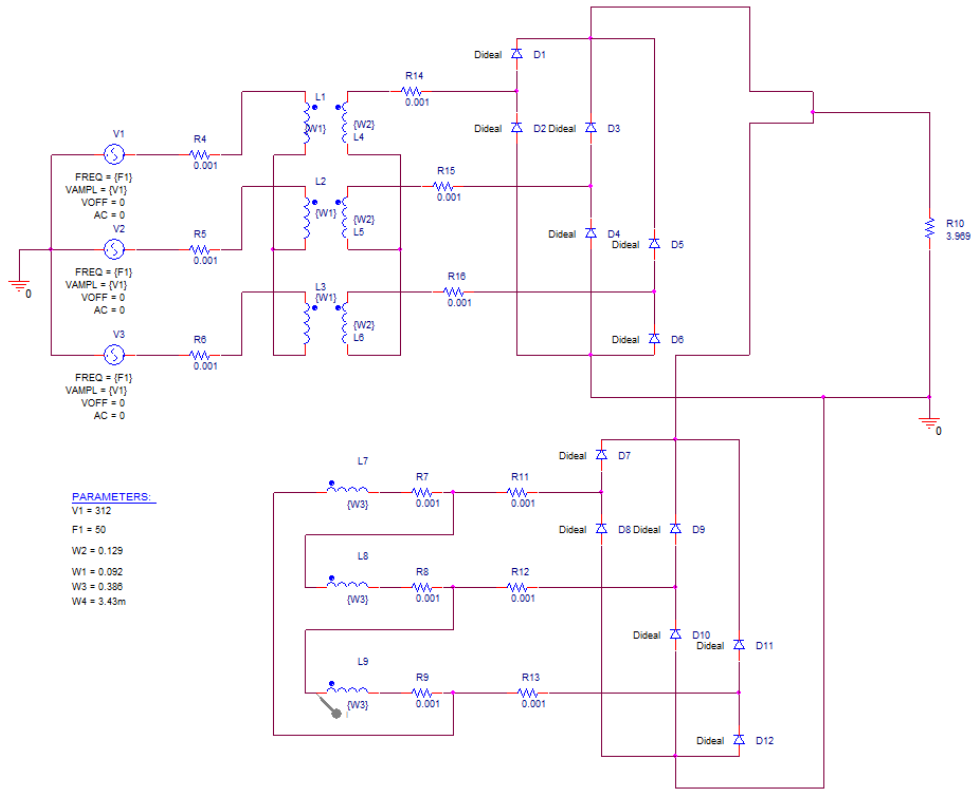 V1
FREQ = {F1}
VAMPL = {V1}
VOFF = 0
AC = 0
V2
FREQ = {F1}
VAMPL = {V1}
VOFF = 0
AC = 0
V3
FREQ = {F1}
VAMPL = {V1}
VOFF = 0
AC = 0
0
R4
0.001
R5
0.001
R6
0.001
L1
{W1}
{W2}
L4
L2
{W1}
{W2}
L5
L3
{W1}
{W2}
L6
R14
0.001
R15
0.001
R16
0.001
Dideal D1
Dideal D2
Dideal D3
Dideal D4
Dideal D5
Dideal D6
R10
3.969
0
PARAMETERS:
V1 = 312
F1 = 50
W2 = 0.129
W1 = 0.092
W3 = 0.386
W4 = 3.43m
L7
{W3}
R7
0.001
R11
0.001
L8
{W3}
R8
0.001
R12
0.001
L9
{W3}
I
R9
0.001
R13
0.001
Dideal D7
Dideal D8
Dideal D9
Dideal D10
Dideal D11
Dideal D12